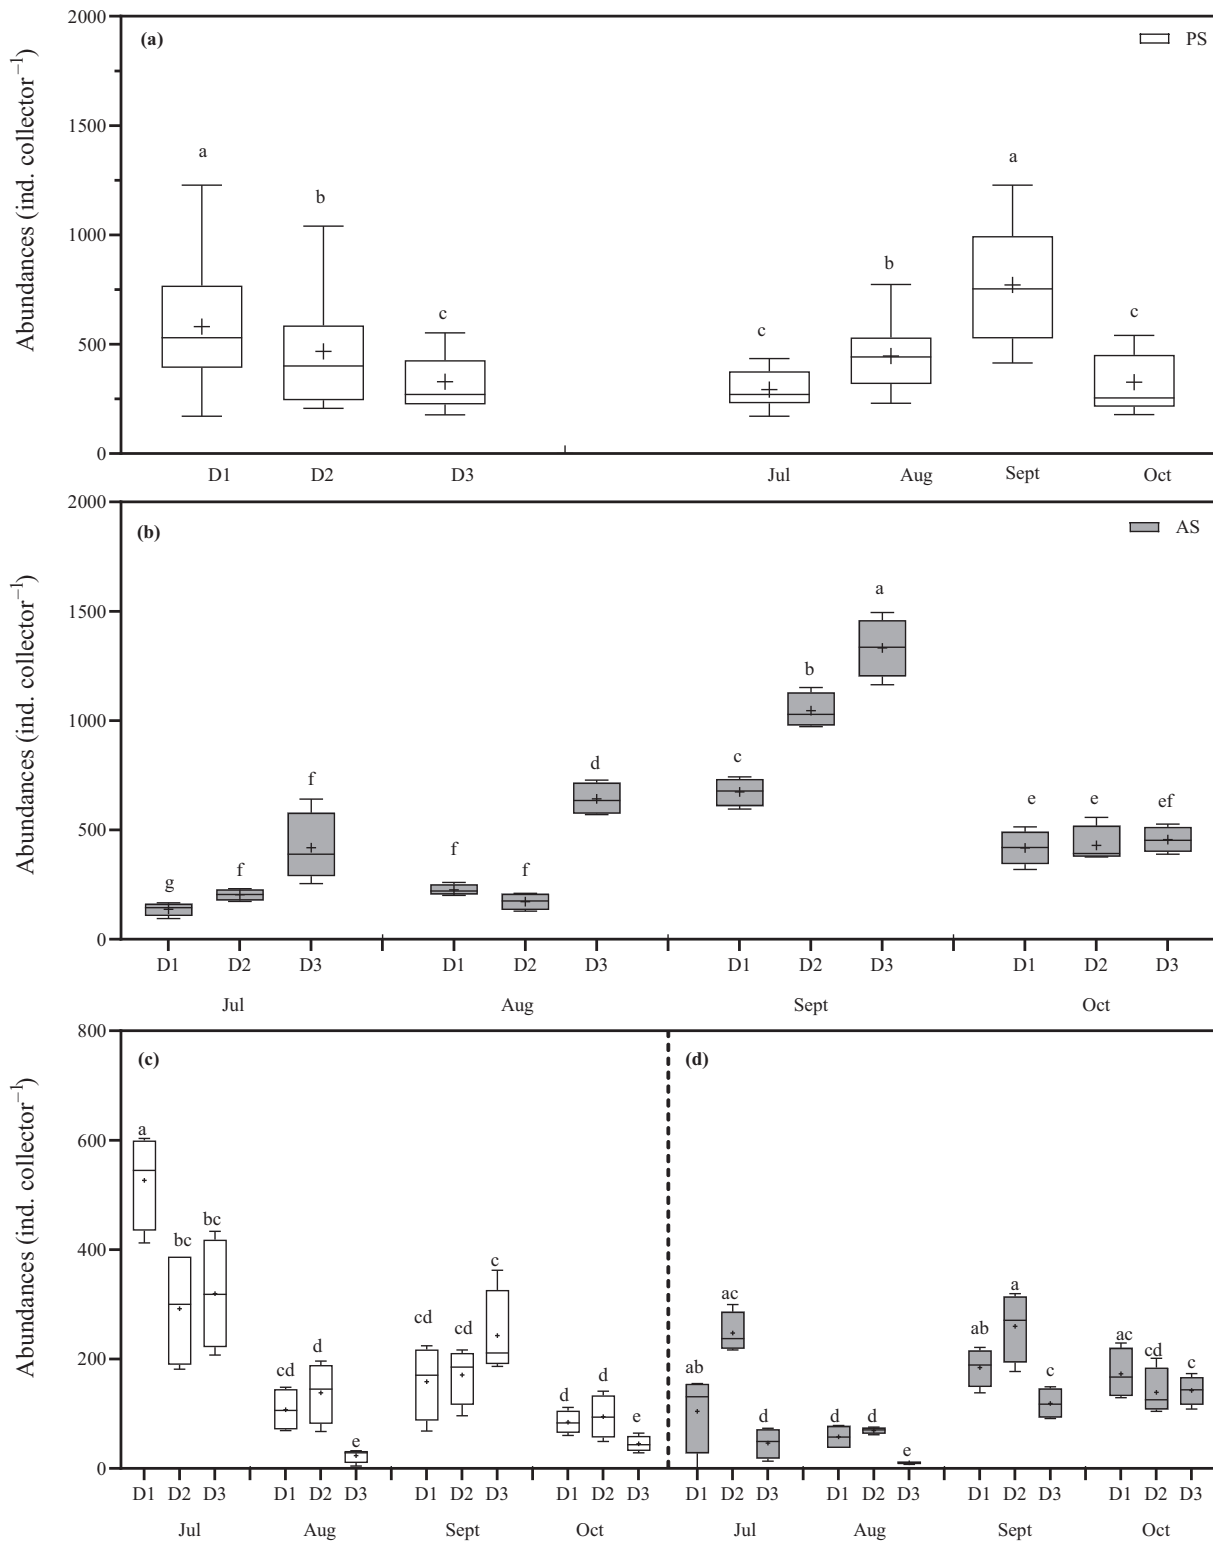 2000
(a)
PS
a
1500
b
a
1000
b
c
c
c
500
0
Abundances (ind. collector⁻¹)
D1 D2 D3 Jul Aug Sept Oct
2000
(b)
AS
a
1500
b
c
d
1000
f
e e ef
f
f
500
g
f
0
Abundances (ind. collector⁻¹)
D1 D2 D3 D1 D2 D3 D1 D2 D3 D1 D2 D3
Jul Aug Sept Oct
800
(c) (d)
a
600
bc bc
c
400
cd cd
ac
a
ab
ac
cd
c
cd d
ab
c
200
d d
d
d d
e
e
e
0
Abundances (ind. collector⁻¹)
D1 D2 D3 D1 D2 D3 D1 D2 D3 D1 D2 D3 D1 D2 D3 D1 D2 D3 D1 D2 D3 D1 D2 D3
Jul Aug Sept Oct Jul Aug Sept Oct